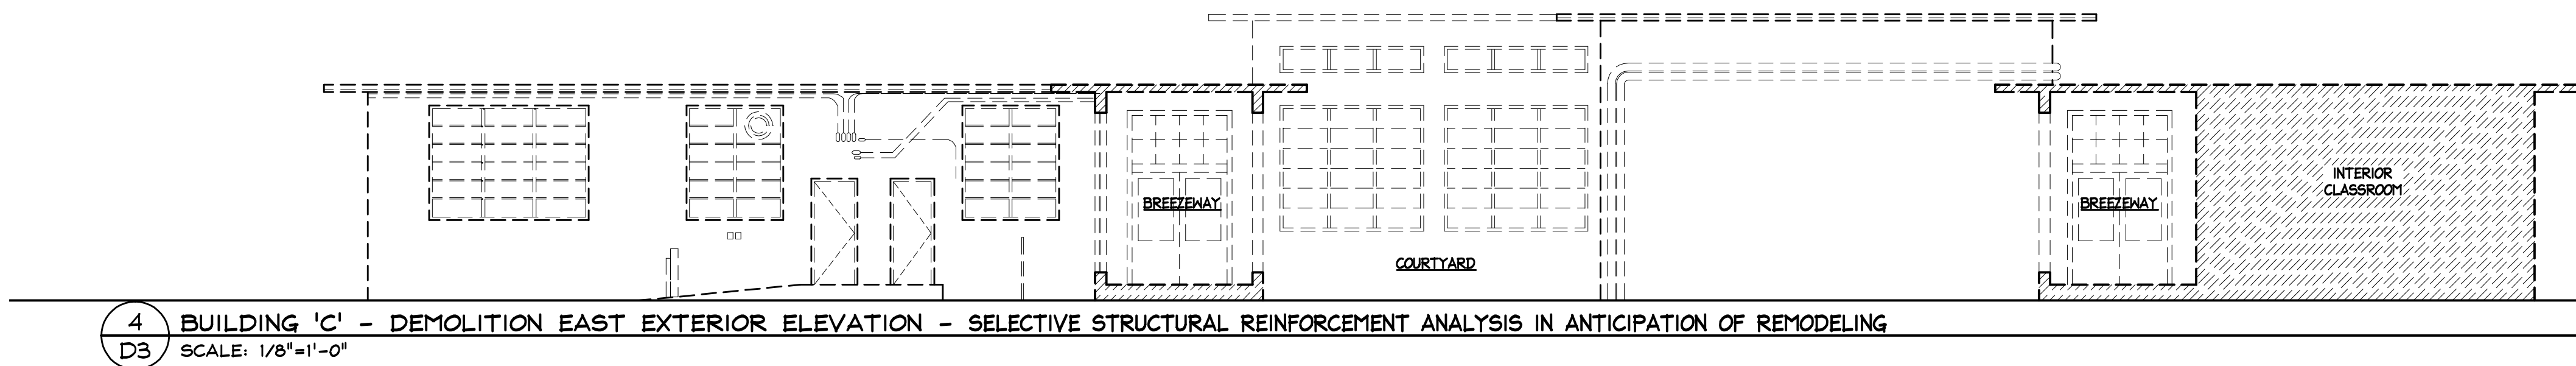 BREEZEWAY
COURTYARD
BREEZEWAY
INTERIOR
CLASSROOM
4
D3
BUILDING 'C' - DEMOLITION EAST EXTERIOR ELEVATION - SELECTIVE STRUCTURAL REINFORCEMENT ANALYSIS IN ANTICIPATION OF REMODELING
SCALE: 1/8"=1'-0"